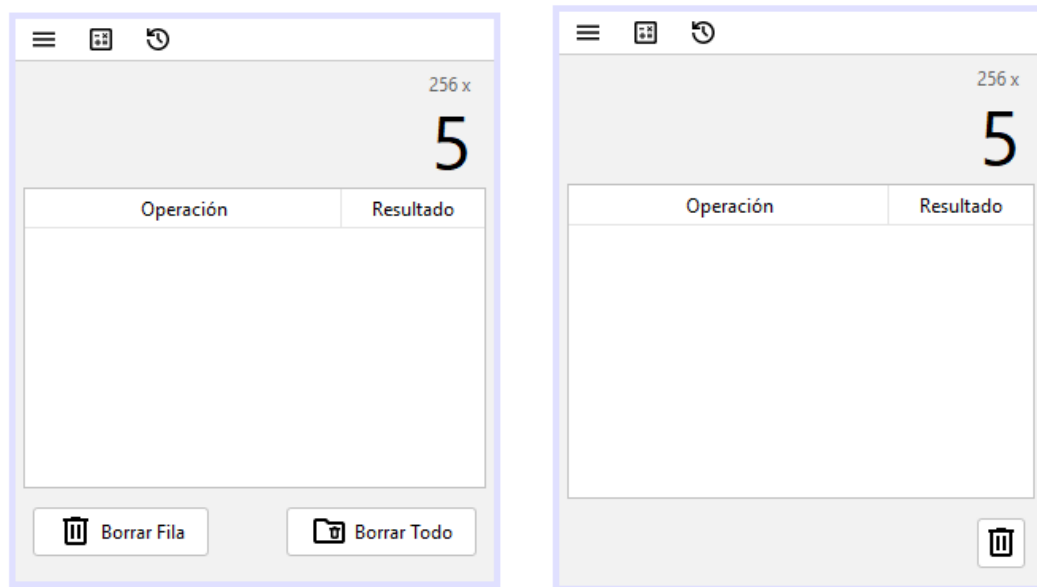 256 x
5
Operación Resultado
Borrar Fila Borrar Todo
256 x
5
Operación Resultado